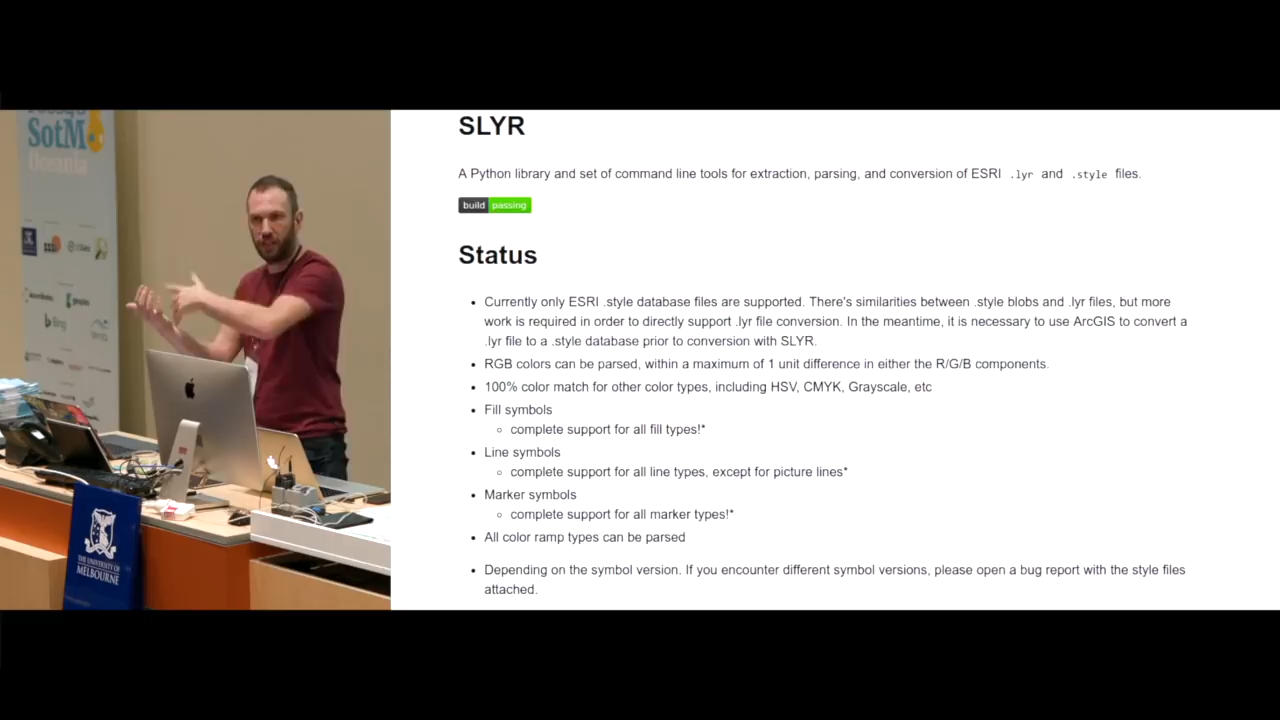 SotM
Oceania
bing
THE UNIVERSITY OF
MELBOURNE
SLYR
A Python library and set of command line tools for extraction, parsing, and conversion of ESRI .lyr and .style files.
build passing
Status
• Currently only ESRI .style database files are supported. There's similarities between .style blobs and .lyr files, but more
work is required in order to directly support .lyr file conversion. In the meantime, it is necessary to use ArcGIS to convert a
.lyr file to a .style database prior to conversion with SLYR.
• RGB colors can be parsed, within a maximum of 1 unit difference in either the R/G/B components.
• 100% color match for other color types, including HSV, CMYK, Grayscale, etc
• Fill symbols
◦ complete support for all fill types!*
• Line symbols
◦ complete support for all line types, except for picture lines*
• Marker symbols
◦ complete support for all marker types!*
• All color ramp types can be parsed
• Depending on the symbol version. If you encounter different symbol versions, please open a bug report with the style files
attached.